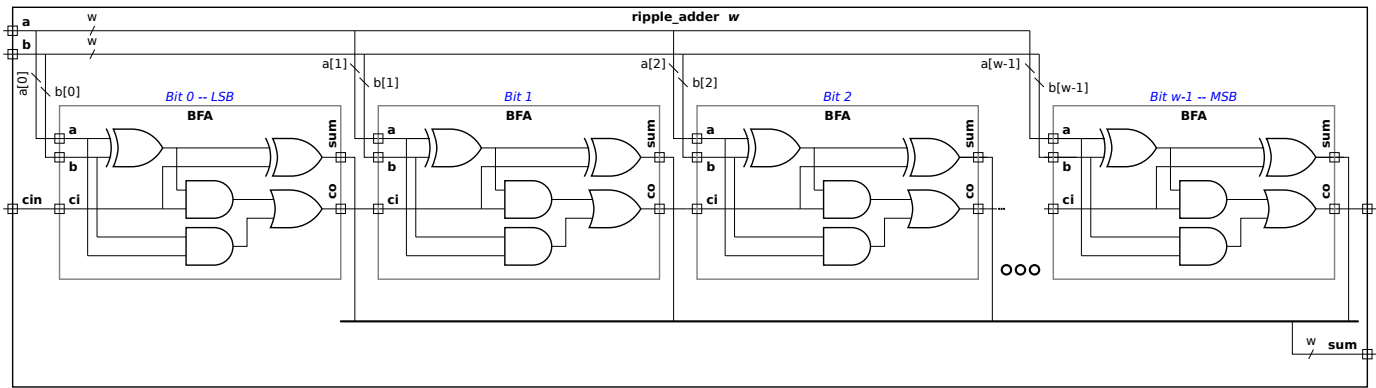 a
w
ripple_adder w
b
w
a[0]
b[0]
a[1]
b[1]
a[2]
b[2]
a[w-1]
b[w-1]
Bit 0 -- LSB
BFA
a
b
ci
sum
co
Bit 1
BFA
a
b
ci
sum
co
Bit 2
BFA
a
b
ci
sum
co
Bit w-1 -- MSB
BFA
a
b
ci
sum
co
cin
w
sum